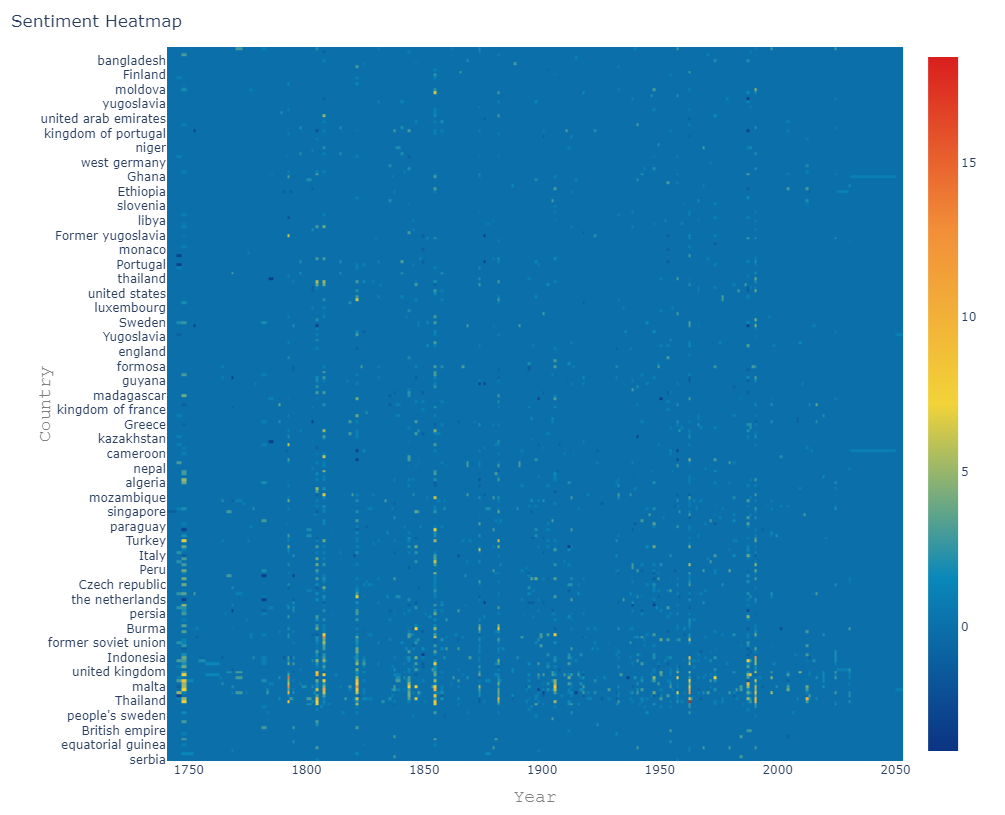 Sentiment Heatmap
bangladesh
Finland
moldova
yugoslavia
united arab emirates
kingdom of portugal
niger
west germany
Ghana
Ethiopia
slovenia
libya
Former yugoslavia
monaco
Portugal
thailand
united states
luxembourg
Sweden
Yugoslavia
england
formosa
guyana
madagascar
kingdom of france
Greece
kazakhstan
cameroon
nepal
algeria
mozambique
singapore
paraguay
Turkey
Italy
Peru
Czech republic
the netherlands
persia
Burma
former soviet union
Indonesia
united kingdom
malta
Thailand
people's sweden
British empire
equatorial guinea
serbia
Country
1750 1800 1850 1900 1950 2000 2050
Year
15
10
5
0